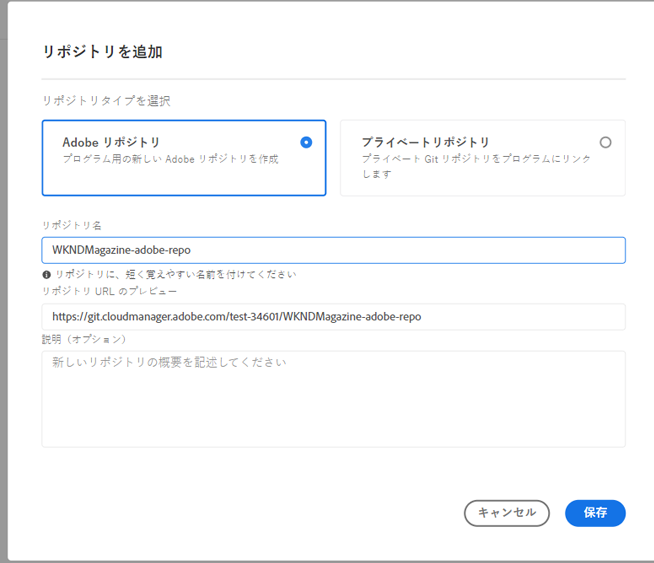 リポジトリを追加
リポジトリタイプを選択
Adobe リポジトリ
プログラム用の新しい Adobe リポジトリを作成
プライベートリポジトリ
プライベート Git リポジトリをプログラムにリンク
します
リポジトリ名
WKNDMagazine-adobe-repo
リポジトリに、短く覚えやすい名前を付けてください
リポジトリ URL のプレビュー
https://git.cloudmanager.adobe.com/test-34601/WKNDMagazine-adobe-repo
説明（オプション）
新しいリポジトリの概要を記述してください
キャンセル
保存